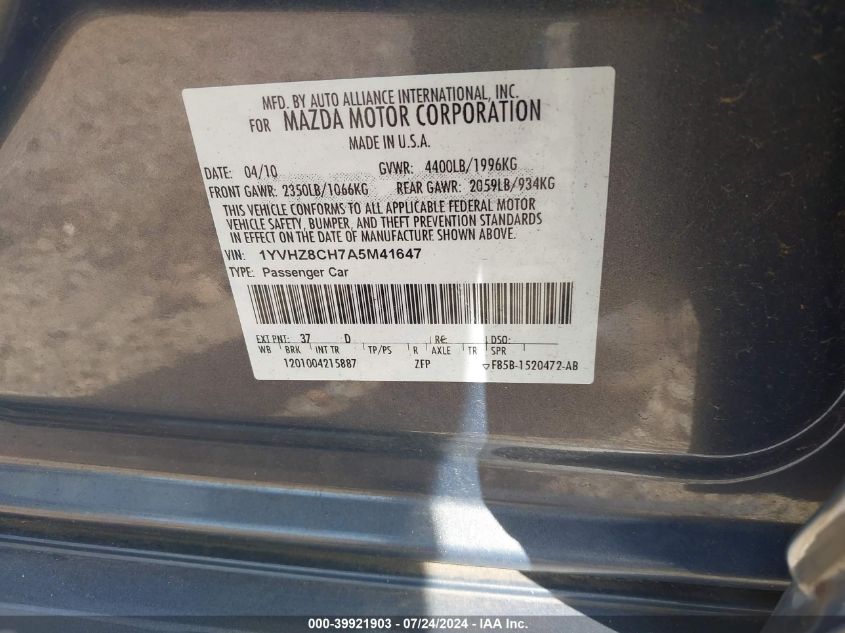 MFD. BY AUTO ALLIANCE INTERNATIONAL, INC.
FOR MAZDA MOTOR CORPORATION
MADE IN U.S.A.
DATE: 04/10 GVWR: 4400LB/1996KG
FRONT GAWR: 2350LB/1066KG REAR GAWR: 2059LB/934KG
THIS VEHICLE CONFORMS TO ALL APPLICABLE FEDERAL MOTOR
VEHICLE SAFETY, BUMPER, AND THEFT PREVENTION STANDARDS
IN EFFECT ON THE DATE OF MANUFACTURE SHOWN ABOVE.
VIN: 1YVHZ8CH7A5M41647
TYPE: Passenger Car
EXT PNT: 37 D RC DSO:
WB BRK INT TR TP/PS R AXLE TR SPR
1201004215887 ZFP FB5B-1520472-AB
000-39921903 - 07/24/2024 - IAA Inc.